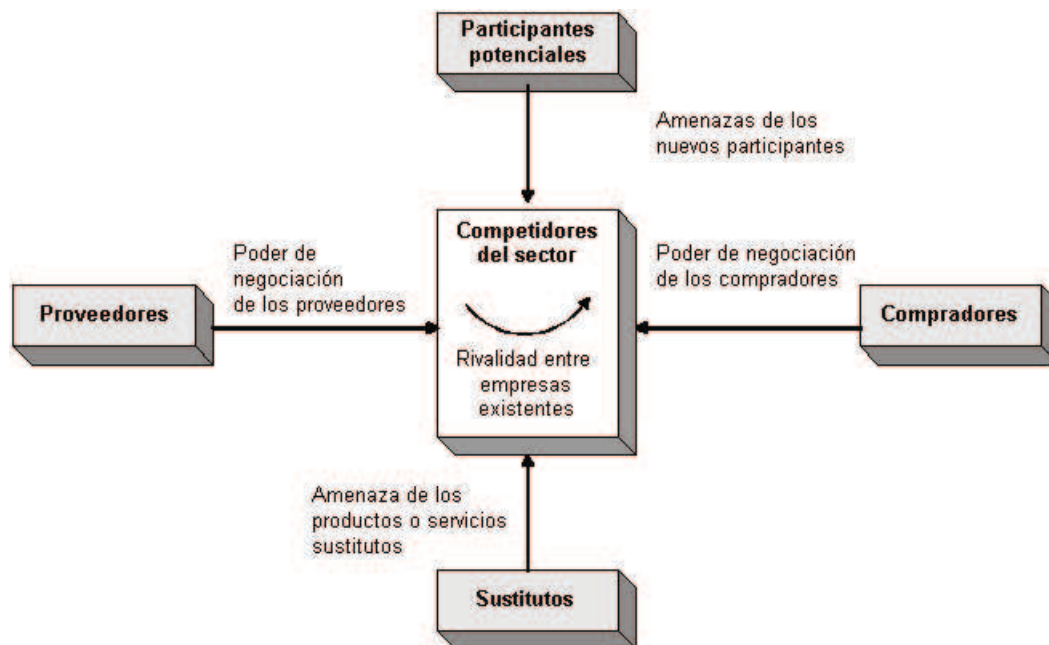 Participantes
potenciales
Amenazas de los
nuevos participantes
Competidores
del sector
Poder de
negociación
de los proveedores
Poder de negociación
de los compradores
Proveedores
Compradores
Rivalidad entre
empresas
existentes
Amenaza de los
productos o servicios
sustitutos
Sustitutos